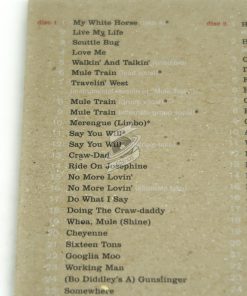 disc 1
My White Horse
Live My Life
Scuttle Bug
Love Me
Walkin' And Talkin'
Mule Train
Travelin' West
Mule Train *
Mule Train *
Merengue (Limbo)*
Say You Will*
Say You Will *
Craw-Dad
Ride On Josephine
No More Lovin'
No More Lovin'
Do What I Say
Doing The Craw-daddy
Whoa, Mule (Shine)
Cheyenne
Sixteen Tons
Googlia Moo
Working Man
(Bo Diddley's A) Gunslinger
Somewhere
disc 2